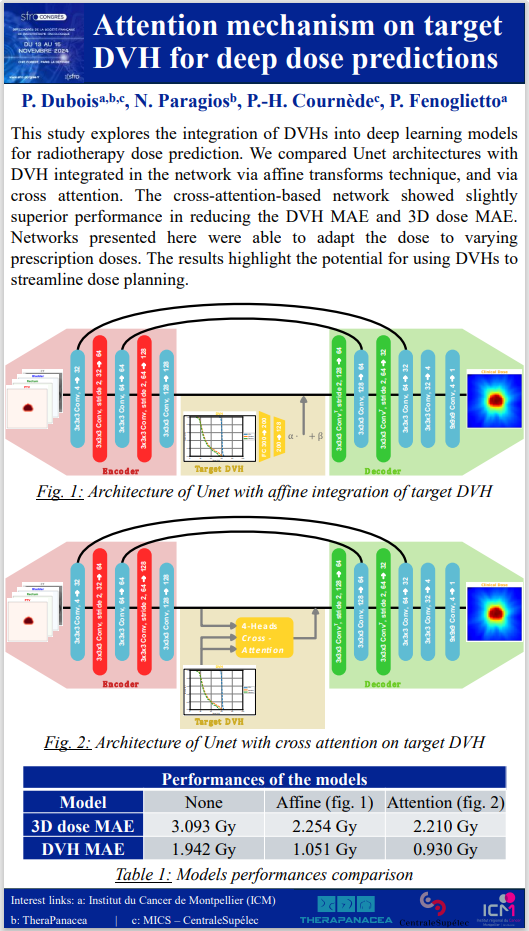 sfro CONGRÈS
DU 13 AU 15
NOVEMBRE 2024
sfro
Attention mechanism on target
DVH for deep dose predictions
P. Duboisa,b,c, N. Paragiosb, P.-H. Cournèdec, P. Fenogliettoa
This study explores the integration of DVHs into deep learning models
for radiotherapy dose prediction. We compared Unet architectures with
DVH integrated in the network via affine transforms technique, and via
cross attention. The cross-attention-based network showed slightly
superior performance in reducing the DVH MAE and 3D dose MAE.
Networks presented here were able to adapt the dose to varying
prescription doses. The results highlight the potential for using DVHs to
streamline dose planning.
3x3x3 Conv, 4 → 32
3x3x3 Conv, stride 2, 32 → 64
3x3x3 Conv, 64 → 64
3x3x3 Conv, stride 2, 64 → 128
3x3x3 Conv, 128 → 128
Encoder
Target DVH
α · + β
3x3x3 Convᵀ, stride 2, 128 → 64
3x3x3 Conv, 128 → 64
3x3x3 Convᵀ, stride 2, 64 → 32
3x3x3 Conv, 64 → 32
3x3x3 Conv, 32 → 4
9x9x9 Conv, 4 → 1
Decoder
Clinical Dose
Fig. 1: Architecture of Unet with affine integration of target DVH
3x3x3 Conv, 4 → 32
3x3x3 Conv, stride 2, 32 → 64
3x3x3 Conv, 64 → 64
3x3x3 Conv, stride 2, 64 → 128
3x3x3 Conv, 128 → 128
Encoder
4-Heads
Cross -
Attention
Target DVH
3x3x3 Convᵀ, stride 2, 128 → 64
3x3x3 Conv, 128 → 64
3x3x3 Convᵀ, stride 2, 64 → 32
3x3x3 Conv, 64 → 32
3x3x3 Conv, 32 → 4
9x9x9 Conv, 4 → 1
Decoder
Clinical Dose
Fig. 2: Architecture of Unet with cross attention on target DVH
Performances of the models
Model None Affine (fig. 1) Attention (fig. 2)
3D dose MAE 3.093 Gy 2.254 Gy 2.210 Gy
DVH MAE 1.942 Gy 1.051 Gy 0.930 Gy
Table 1: Models performances comparison
Interest links: a: Institut du Cancer de Montpellier (ICM)
b: TheraPanacea | c: MICS – CentraleSupélec
THERAPANACEA
CentraleSupélec
ICM